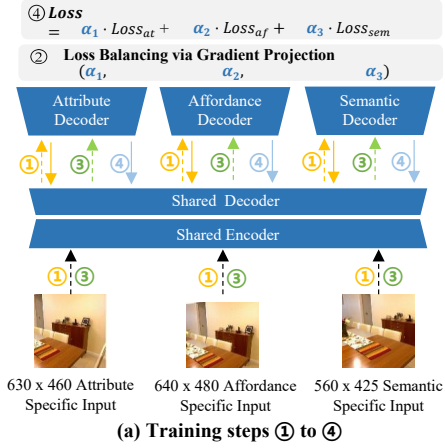 ④ Loss
= α₁ · Loss_at + α₂ · Loss_af + α₃ · Loss_sem
② Loss Balancing via Gradient Projection
(α₁, α₂, α₃)
Attribute Decoder
Affordance Decoder
Semantic Decoder
① ③ ④ ① ③ ④ ① ③ ④
Shared Decoder
Shared Encoder
① ③ ① ③ ① ③
630 x 460 Attribute Specific Input
640 x 480 Affordance Specific Input
560 x 425 Semantic Specific Input
(a) Training steps ① to ④